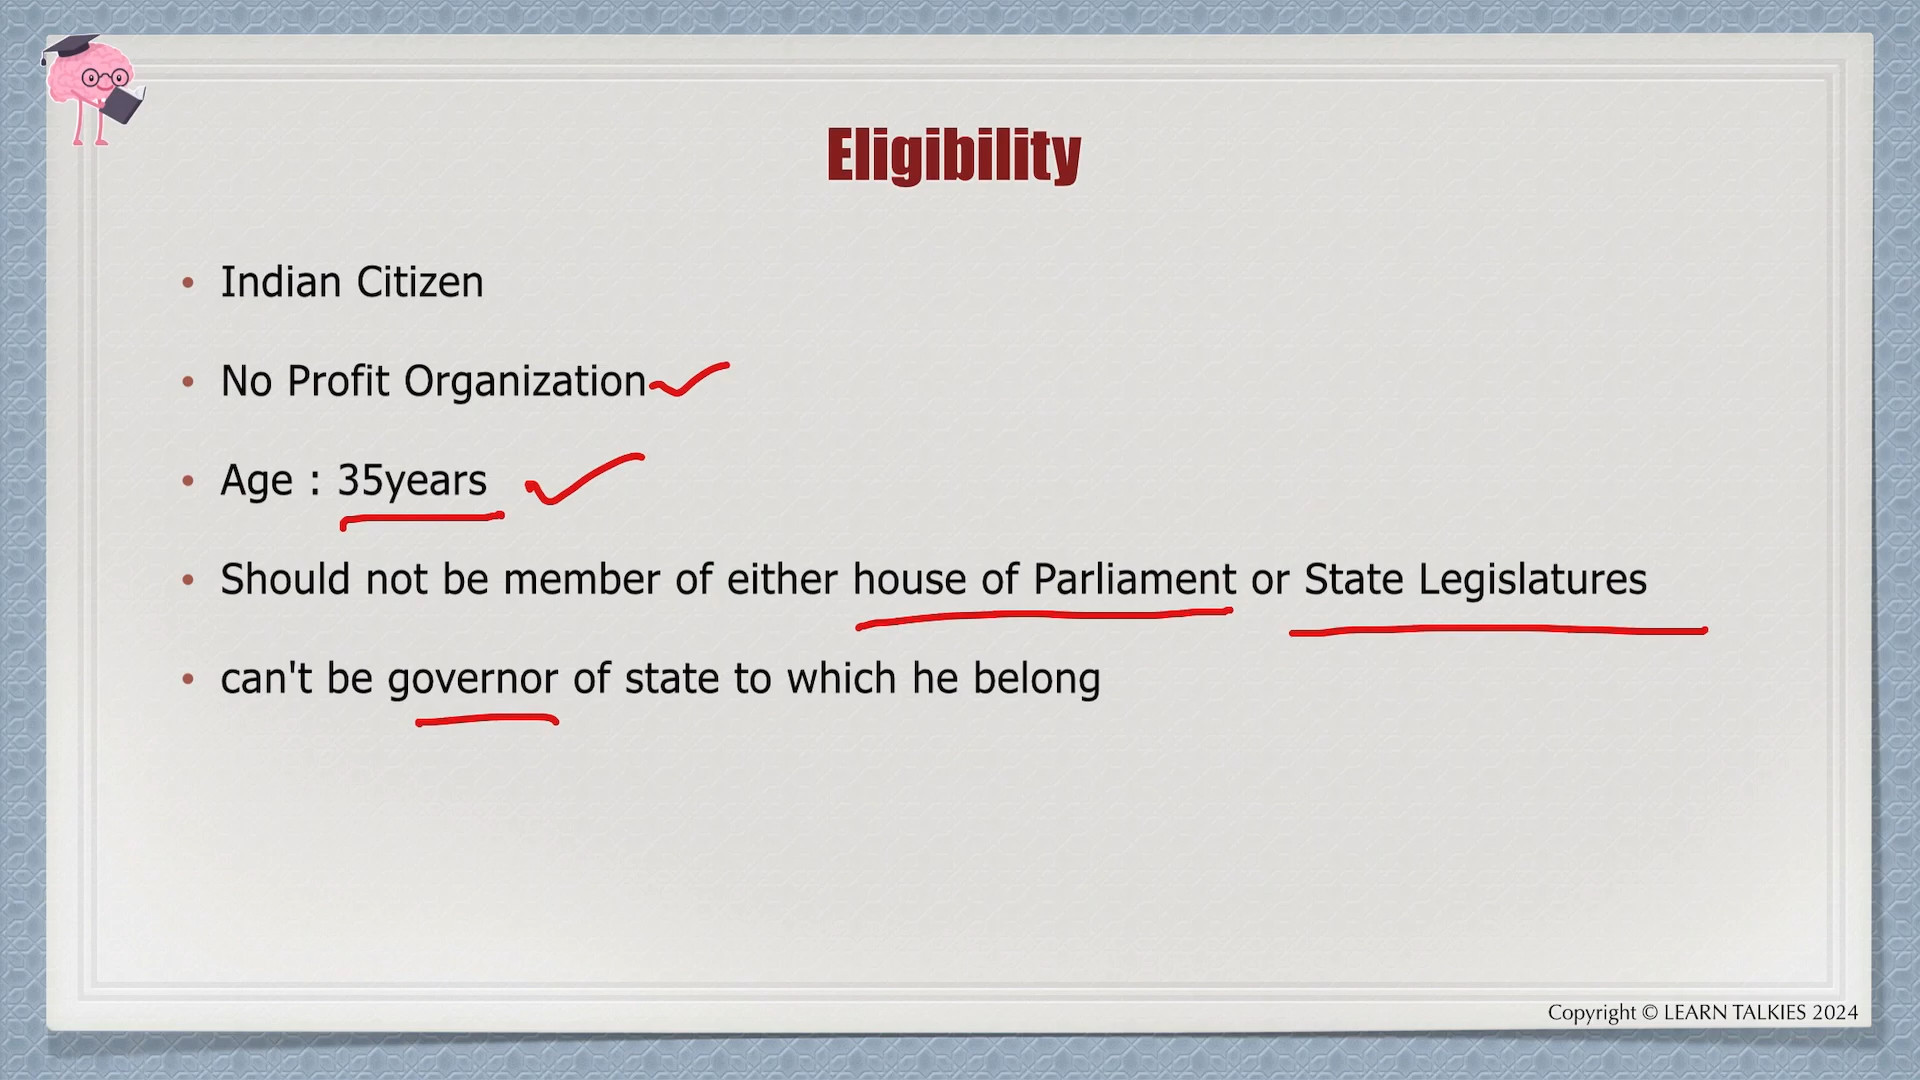 Eligibility
• Indian Citizen
• No Profit Organization
• Age : 35years
• Should not be member of either house of Parliament or State Legislatures
• can't be governor of state to which he belong
Copyright © LEARN TALKIES 2024